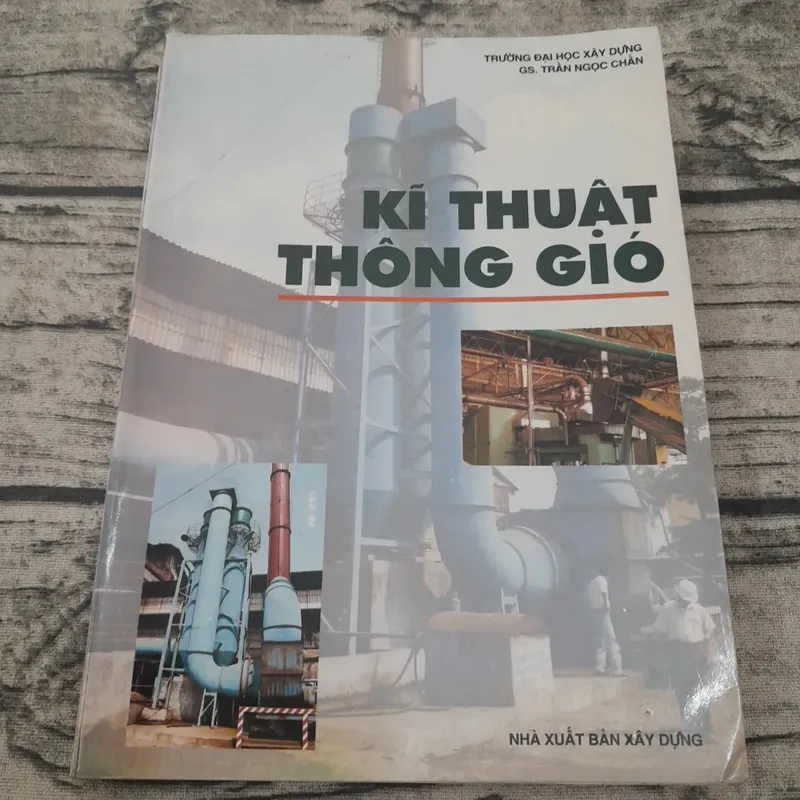 TRƯỜNG ĐẠI HỌC XÂY DỰNG
GS. TRẦN NGỌC CHẤN
KĨ THUẬT
THÔNG GIÓ
NHÀ XUẤT BẢN XÂY DỰNG